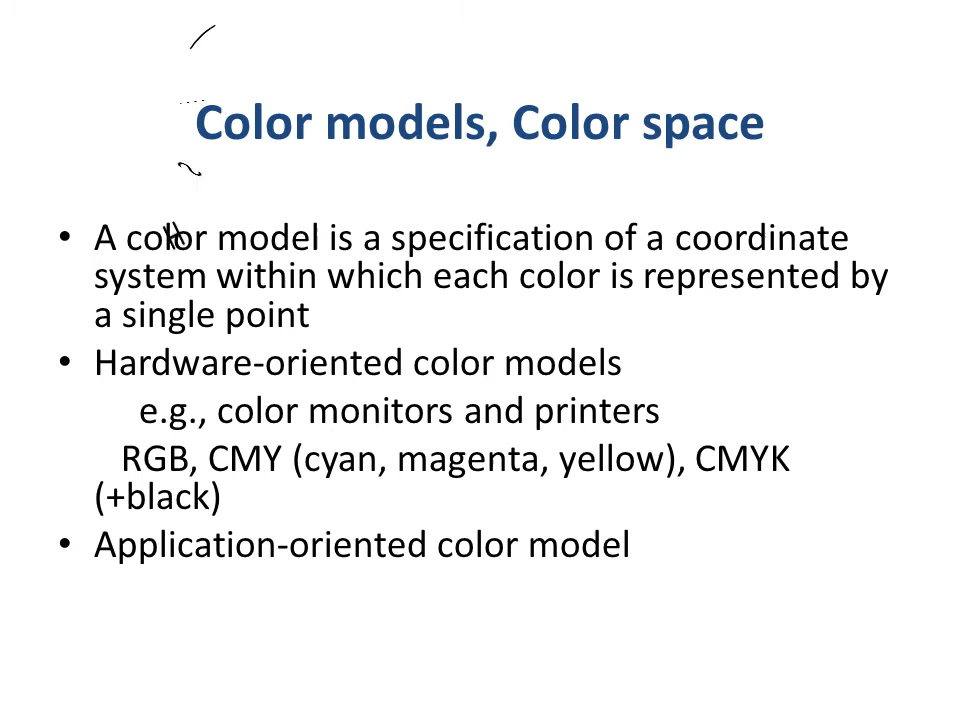 Color models, Color space
• A color model is a specification of a coordinate
system within which each color is represented by
a single point
• Hardware-oriented color models
e.g., color monitors and printers
RGB, CMY (cyan, magenta, yellow), CMYK
(+black)
• Application-oriented color model